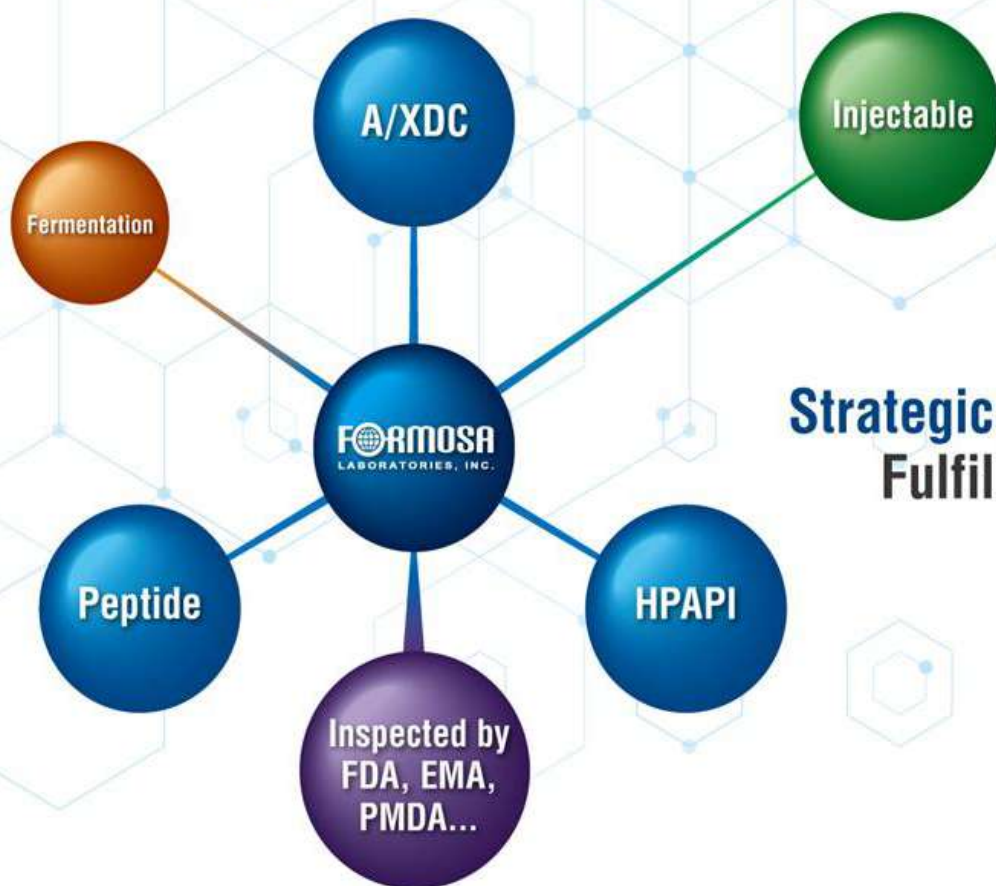 A/XDC
Injectable
Fermentation
FORMOSA
LABORATORIES, INC.
Strategic
Fulfil
Peptide
HPAPI
Inspected by
FDA, EMA,
PMDA...